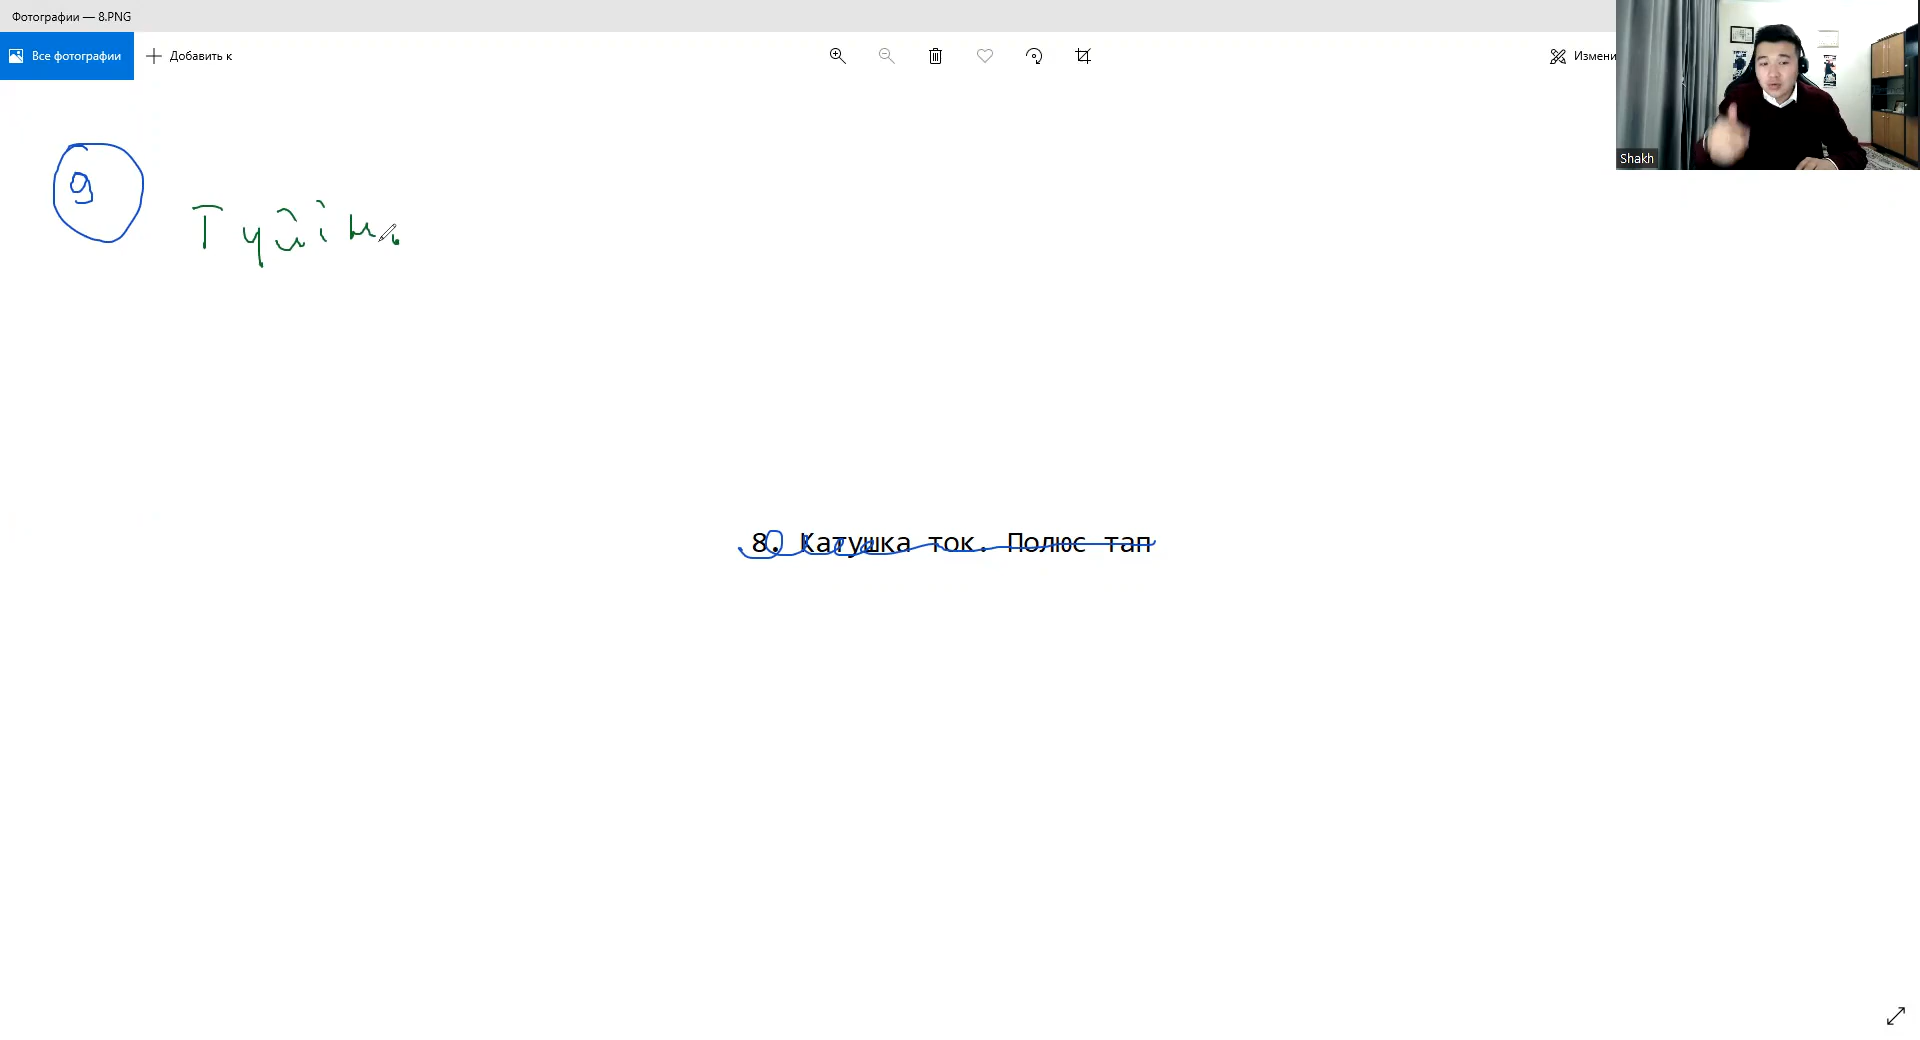 Фотографии — 8.PNG
Все фотографии
Добавить к
Измени
Shakh
9
Түйін
8. Катушка ток. Полюс тап